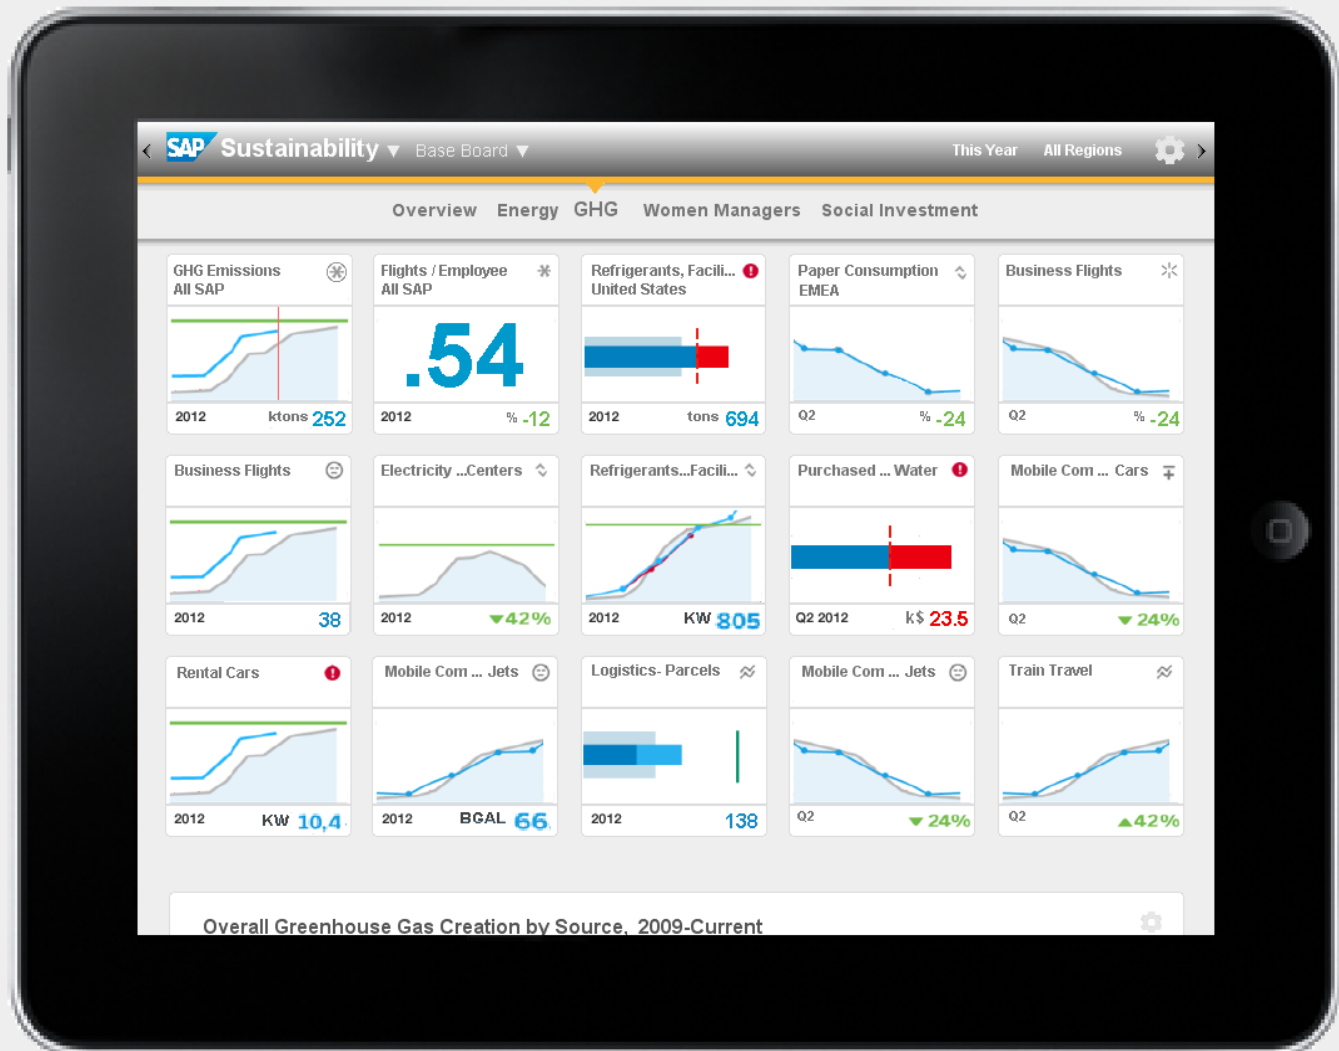 SAP Sustainability Base Board This Year All Regions
Overview Energy GHG Women Managers Social Investment
GHG Emissions
All SAP
2012 ktons 252
Flights / Employee
All SAP
.54
2012 % -12
Refrigerants, Facili...
United States
2012 tons 694
Paper Consumption
EMEA
Q2 % -24
Business Flights
Q2 % -24
Business Flights
2012 38
Electricity ...Centers
2012 42%
Refrigerants...Facili...
2012 KW 805
Purchased ... Water
Q2 2012 k$ 23.5
Mobile Com ... Cars
Q2 24%
Rental Cars
2012 KW 10,4
Mobile Com ... Jets
2012 BGAL 66
Logistics- Parcels
2012 138
Mobile Com ... Jets
Q2 24%
Train Travel
Q2 42%
Overall Greenhouse Gas Creation by Source, 2009-Current